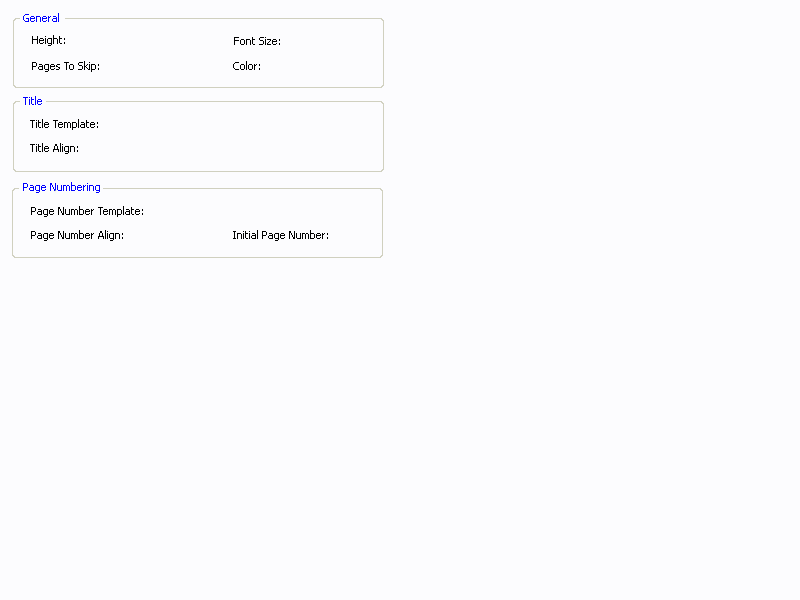 General
Height: Font Size:
Pages To Skip: Color:
Title
Title Template:
Title Align:
Page Numbering
Page Number Template:
Page Number Align: Initial Page Number: